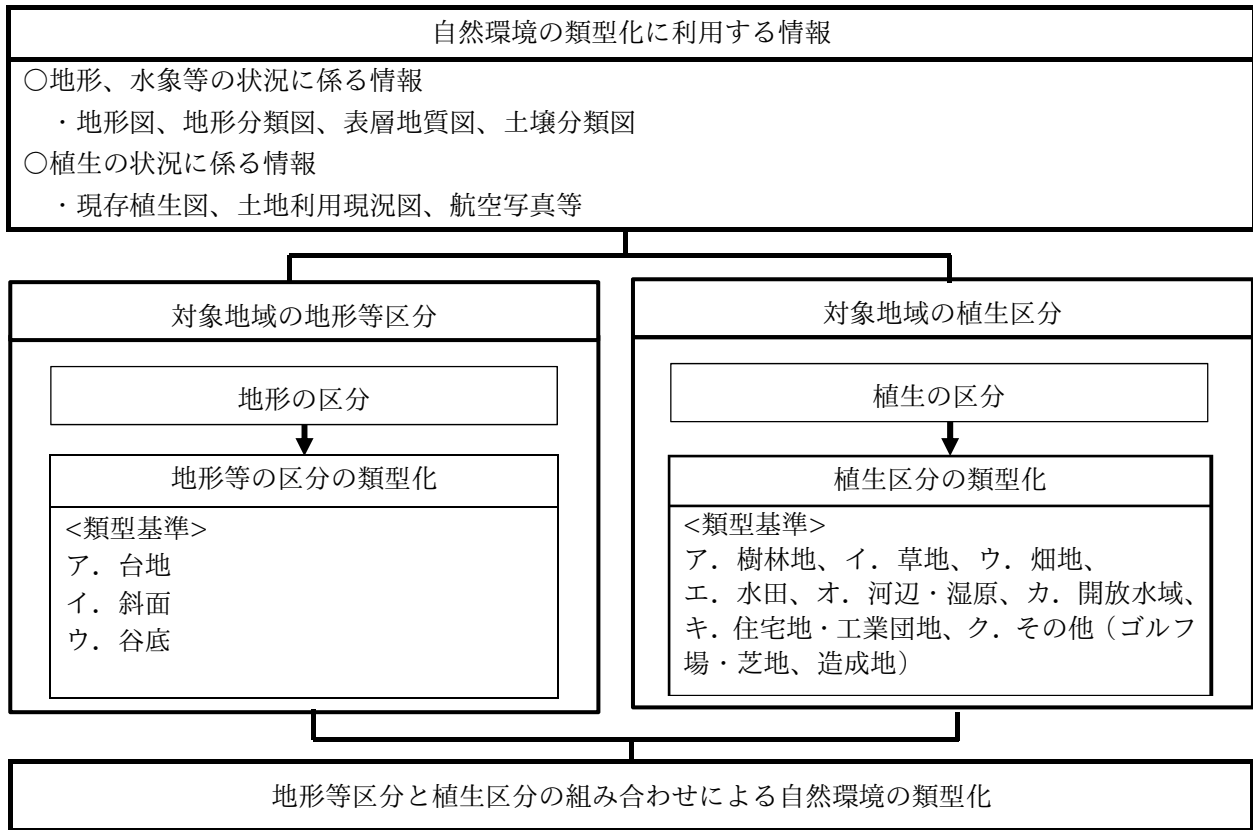 自然環境の類型化に利用する情報
○地形、水象等の状況に係る情報
・地形図、地形分類図、表層地質図、土壌分類図
○植生の状況に係る情報
・現存植生図、土地利用現況図、航空写真等
対象地域の地形等区分
地形の区分
地形等の区分の類型化
<類型基準>
ア．台地
イ．斜面
ウ．谷底
対象地域の植生区分
植生の区分
植生区分の類型化
<類型基準>
ア．樹林地、イ．草地、ウ．畑地、
エ．水田、オ．河辺・湿原、カ．開放水域、
キ．住宅地・工業団地、ク．その他（ゴルフ
場・芝地、造成地）
地形等区分と植生区分の組み合わせによる自然環境の類型化